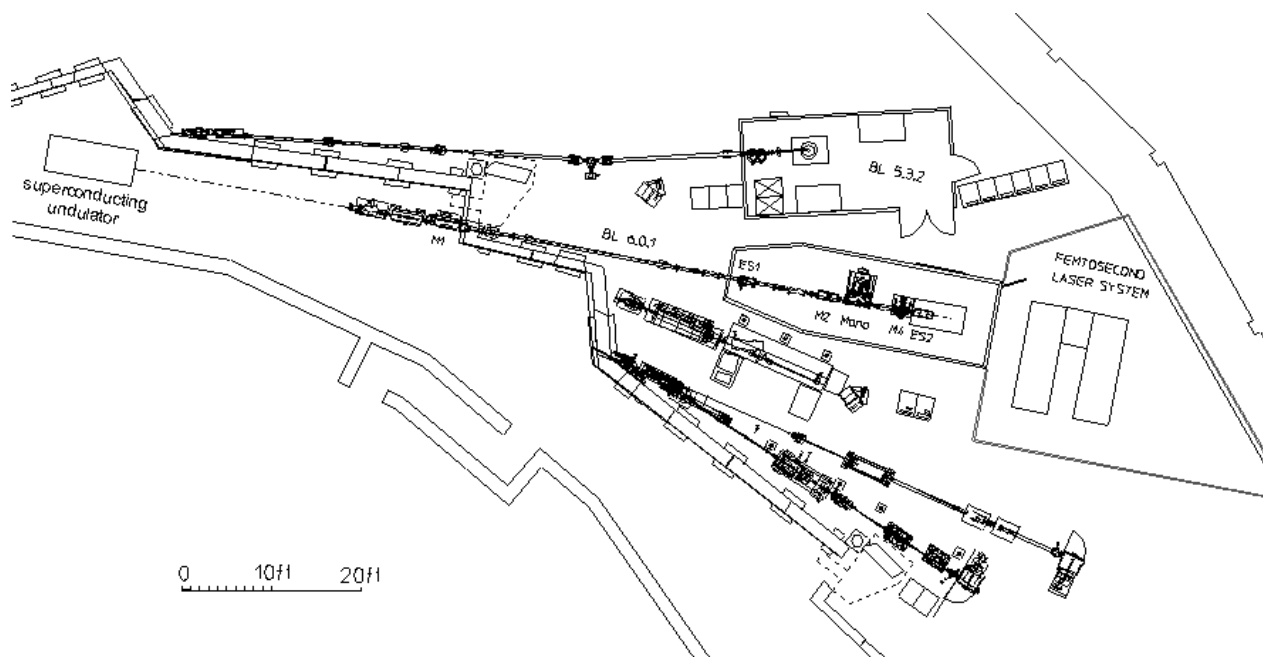 BL 5.3.2
superconducting
undulator
M1
BL 6.0.1
ES1
FEMTOSECOND
LASER SYSTEM
M2 Mono
M4 ES2
0 10ft 20ft